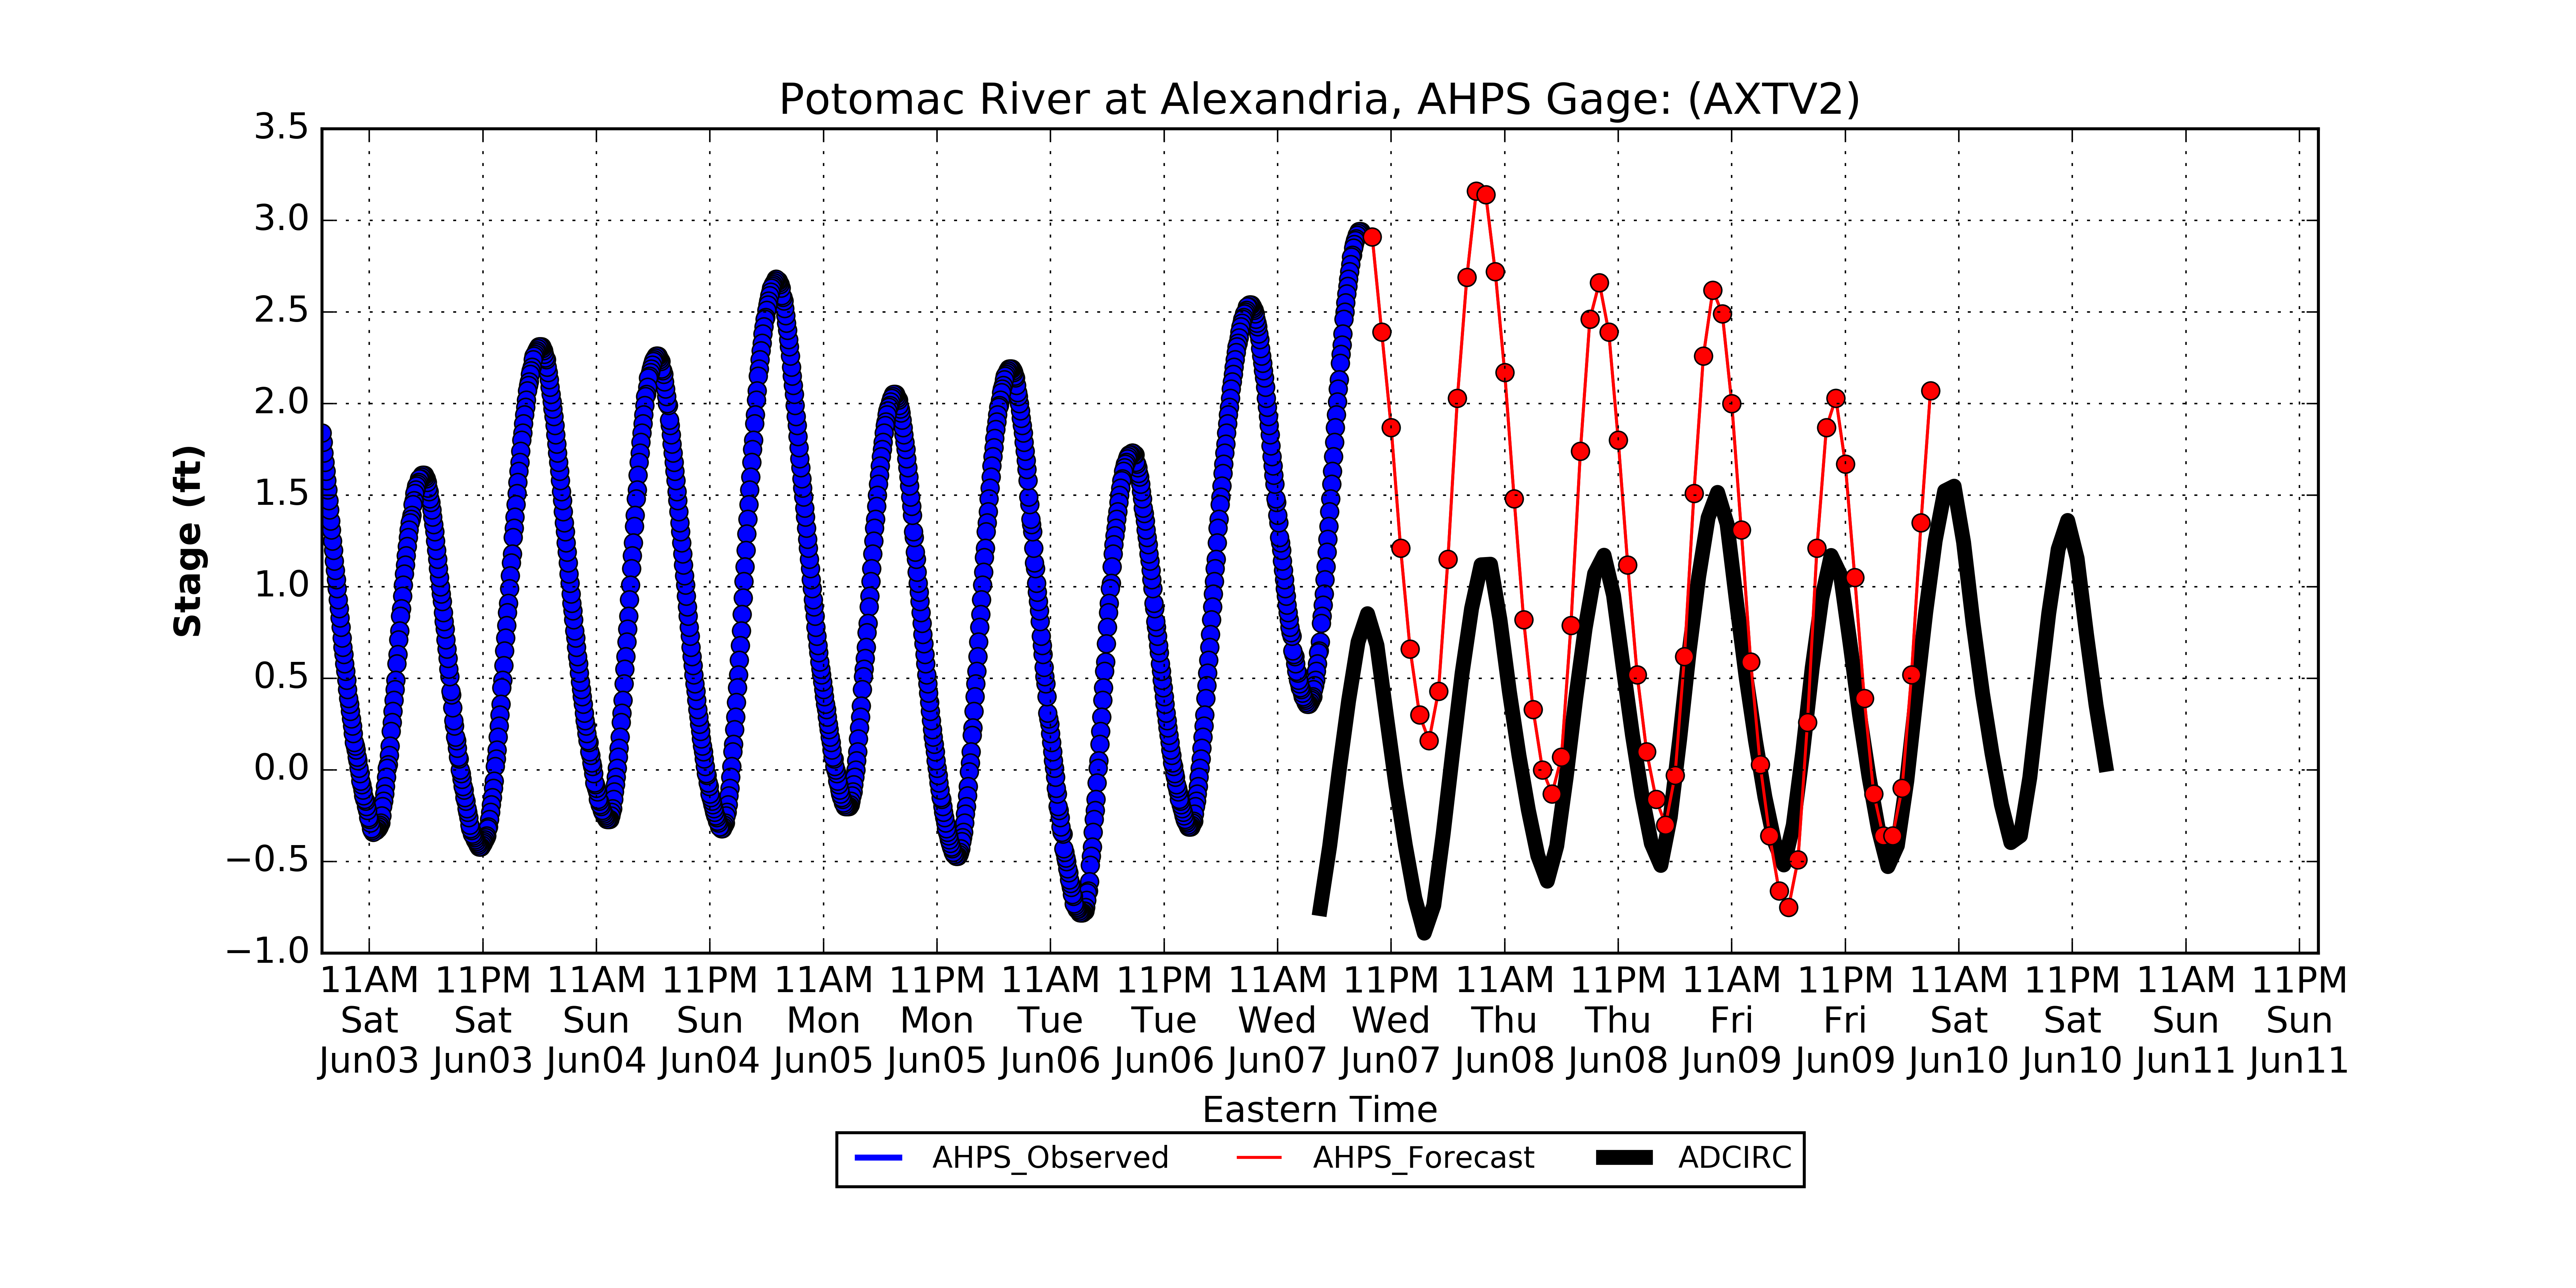 Potomac River at Alexandria, AHPS Gage: (AXTV2)
3.5
3.0
2.5
2.0
1.5
1.0
0.5
0.0
−0.5
−1.0
Stage (ft)
11AM 11PM 11AM 11PM 11AM 11PM 11AM 11PM 11AM 11PM 11AM 11PM 11AM 11PM 11AM 11PM 11AM 11PM
Sat Sat Sun Sun Mon Mon Tue Tue Wed Wed Thu Thu Fri Fri Sat Sat Sun Sun
Jun03 Jun03 Jun04 Jun04 Jun05 Jun05 Jun06 Jun06 Jun07 Jun07 Jun08 Jun08 Jun09 Jun09 Jun10 Jun10 Jun11 Jun11
Eastern Time
AHPS_Observed AHPS_Forecast ADCIRC